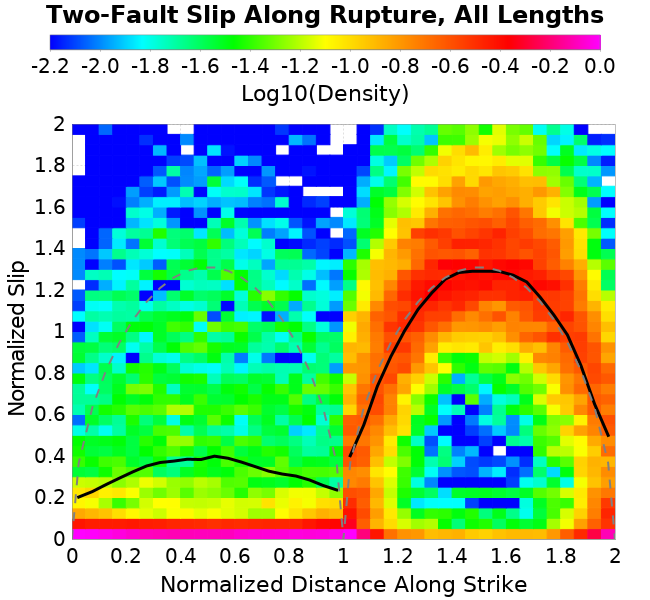 Two-Fault Slip Along Rupture, All Lengths
-2.2 -2.0 -1.8 -1.6 -1.4 -1.2 -1.0 -0.8 -0.6 -0.4 -0.2 0.0
Log10(Density)
2
1.8
1.6
1.4
1.2
1
0.8
0.6
0.4
0.2
0
Normalized Slip
0 0.2 0.4 0.6 0.8 1 1.2 1.4 1.6 1.8 2
Normalized Distance Along Strike